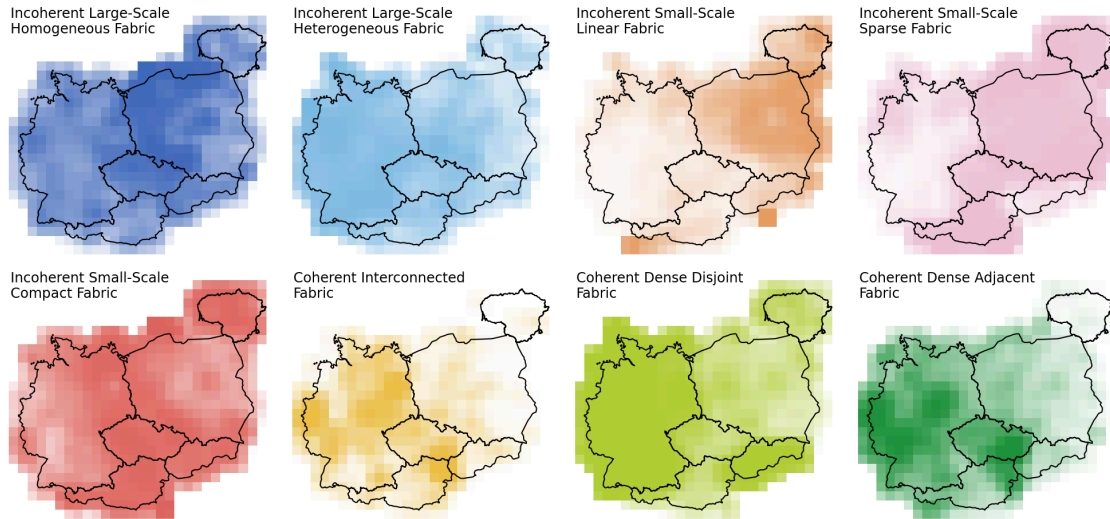 Incoherent Large-Scale
Homogeneous Fabric
Incoherent Large-Scale
Heterogeneous Fabric
Incoherent Small-Scale
Linear Fabric
Incoherent Small-Scale
Sparse Fabric
Incoherent Small-Scale
Compact Fabric
Coherent Interconnected
Fabric
Coherent Dense Disjoint
Fabric
Coherent Dense Adjacent
Fabric